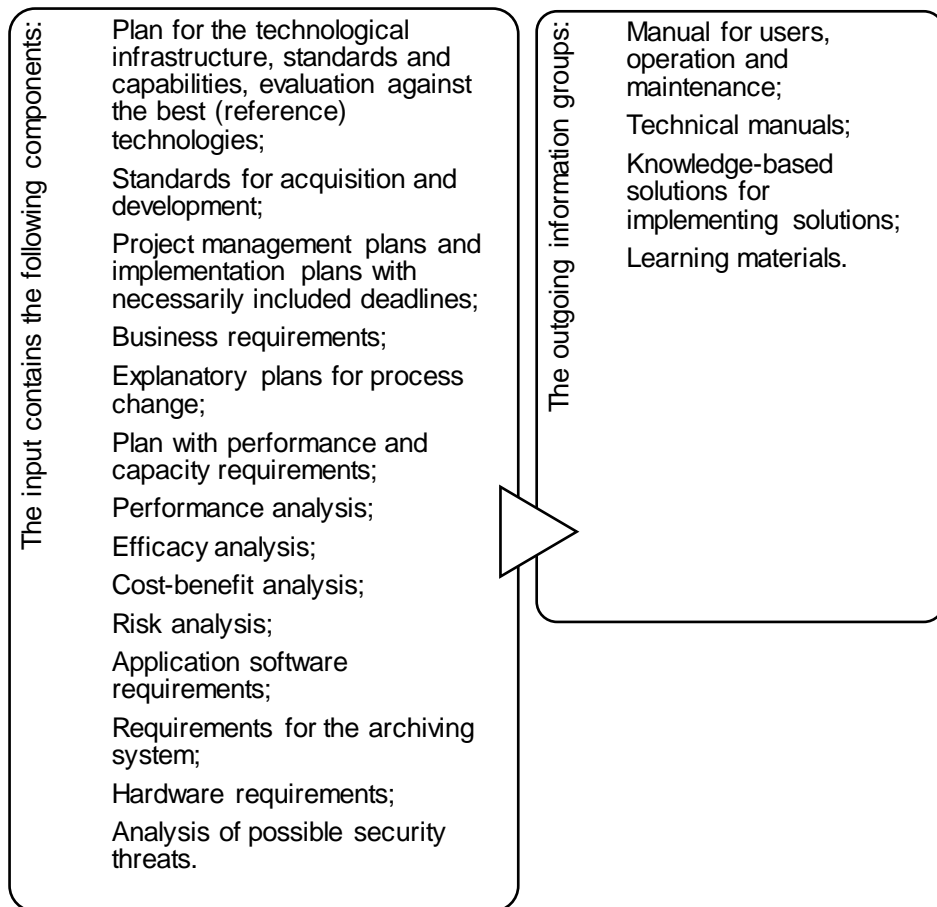 The input contains the following components:
Plan for the technological
infrastructure, standards and
capabilities, evaluation against
the best (reference)
technologies;
Standards for acquisition and
development;
Project management plans and
implementation plans with
necessarily included deadlines;
Business requirements;
Explanatory plans for process
change;
Plan with performance and
capacity requirements;
Performance analysis;
Efficacy analysis;
Cost-benefit analysis;
Risk analysis;
Application software
requirements;
Requirements for the archiving
system;
Hardware requirements;
Analysis of possible security
threats.
The outgoing information groups:
Manual for users,
operation and
maintenance;
Technical manuals;
Knowledge-based
solutions for
implementing solutions;
Learning materials.